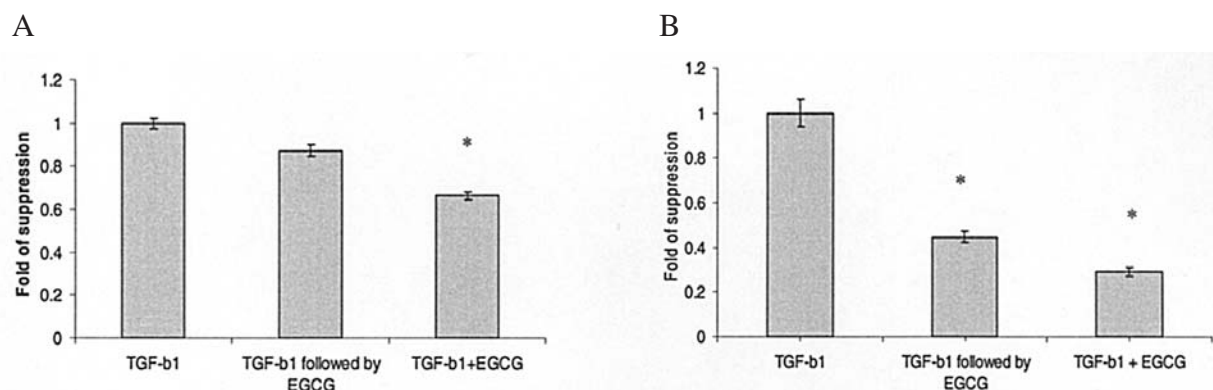 A
B
1.2
1
0.8
0.6
0.4
0.2
0
Fold of suppression
*
TGF-b1
TGF-b1 followed by
EGCG
TGF-b1+EGCG
1.2
1
0.8
0.6
0.4
0.2
0
Fold of suppression
*
*
TGF-b1
TGF-b1 followed by
EGCG
TGF-b1 + EGCG